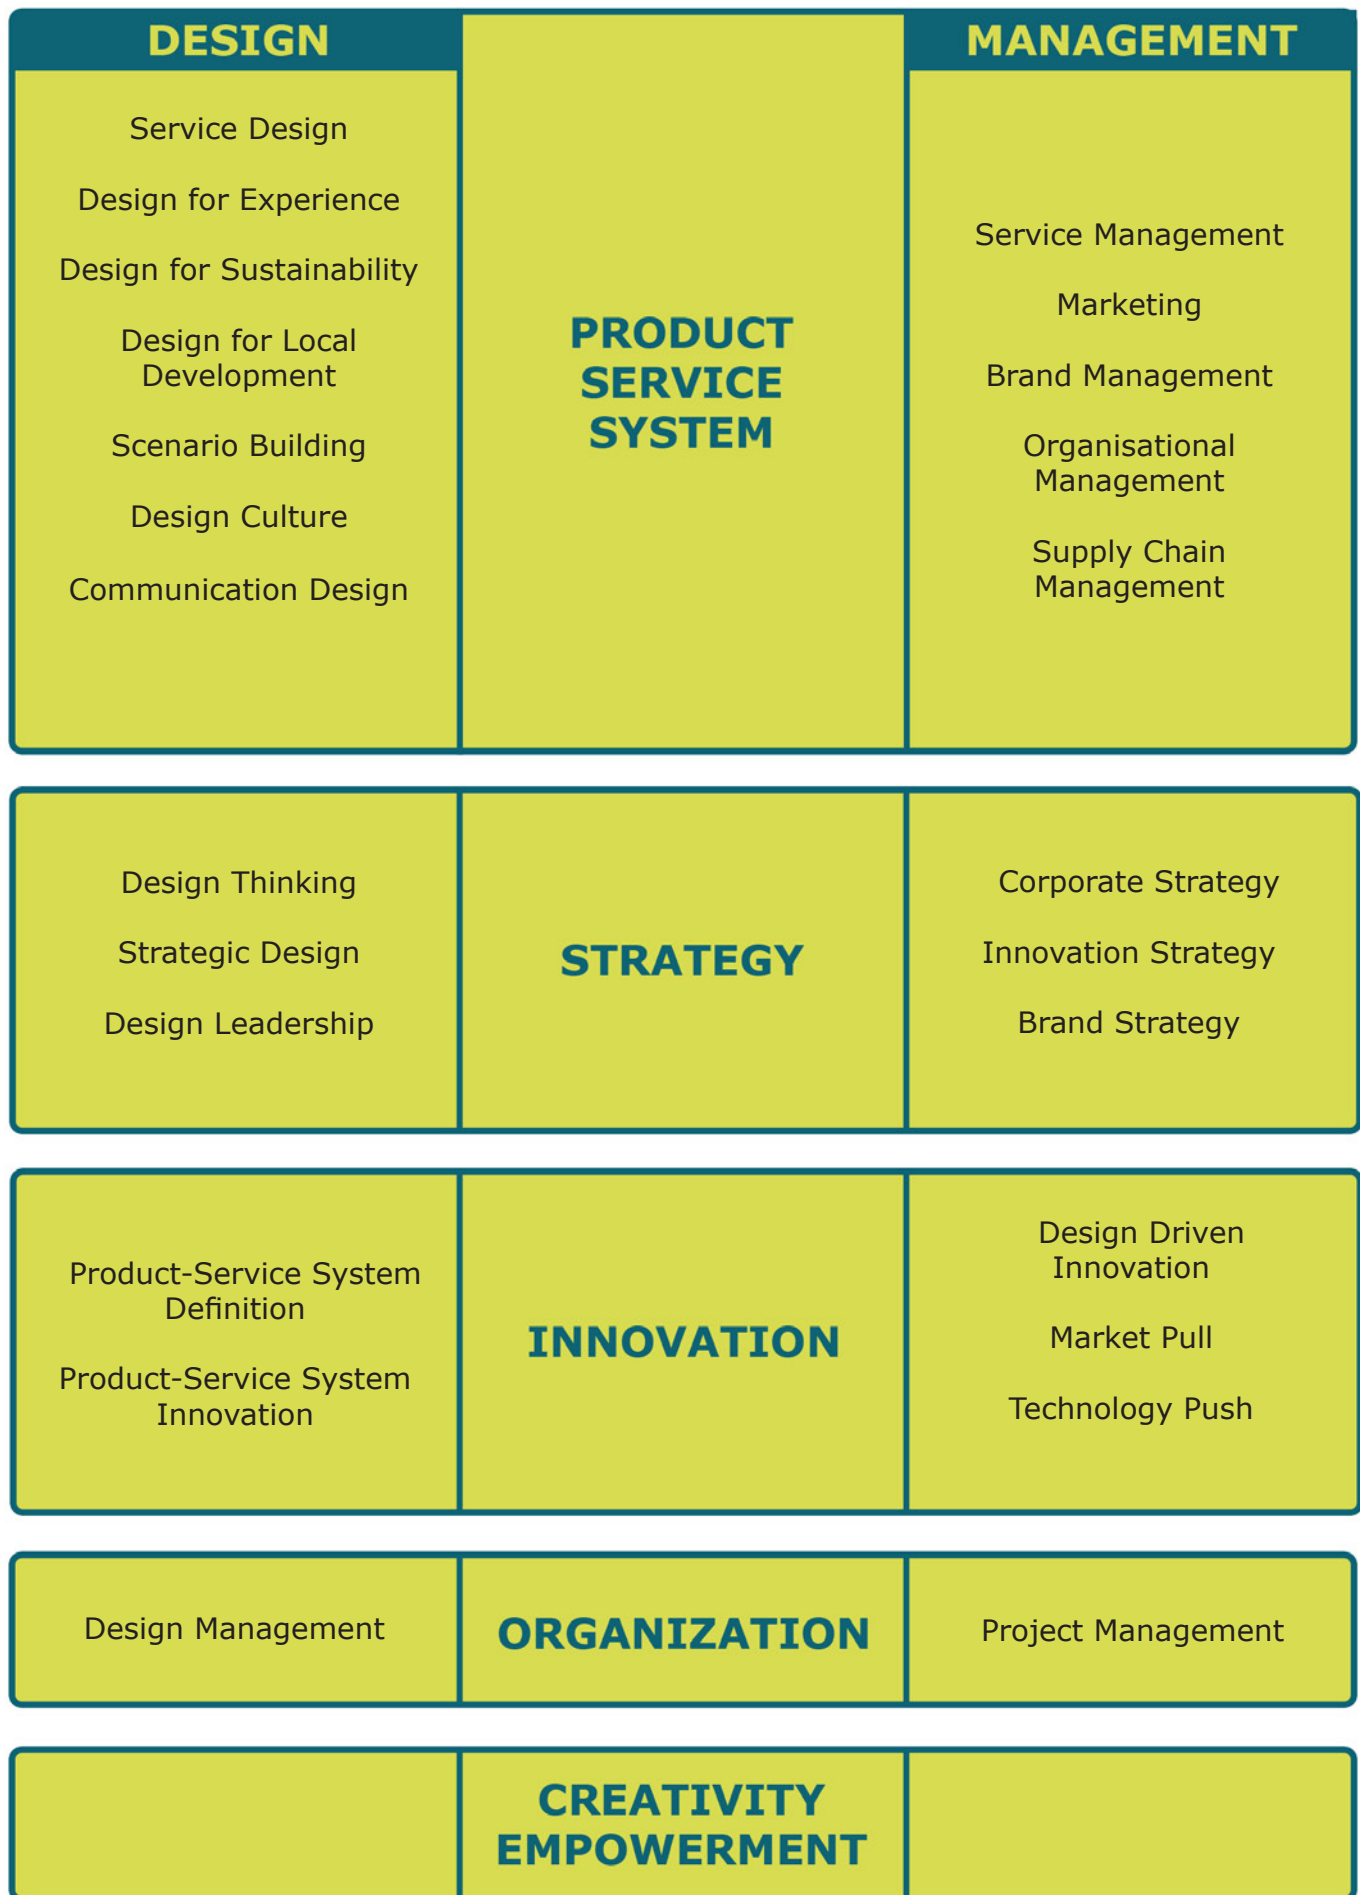 DESIGN
MANAGEMENT
Service Design
Design for Experience
Design for Sustainability
Design for Local
Development
Scenario Building
Design Culture
Communication Design
PRODUCT
SERVICE
SYSTEM
Service Management
Marketing
Brand Management
Organisational
Management
Supply Chain
Management
Design Thinking
Strategic Design
Design Leadership
STRATEGY
Corporate Strategy
Innovation Strategy
Brand Strategy
Product-Service System
Definition
Product-Service System
Innovation
INNOVATION
Design Driven
Innovation
Market Pull
Technology Push
Design Management
ORGANIZATION
Project Management
CREATIVITY
EMPOWERMENT